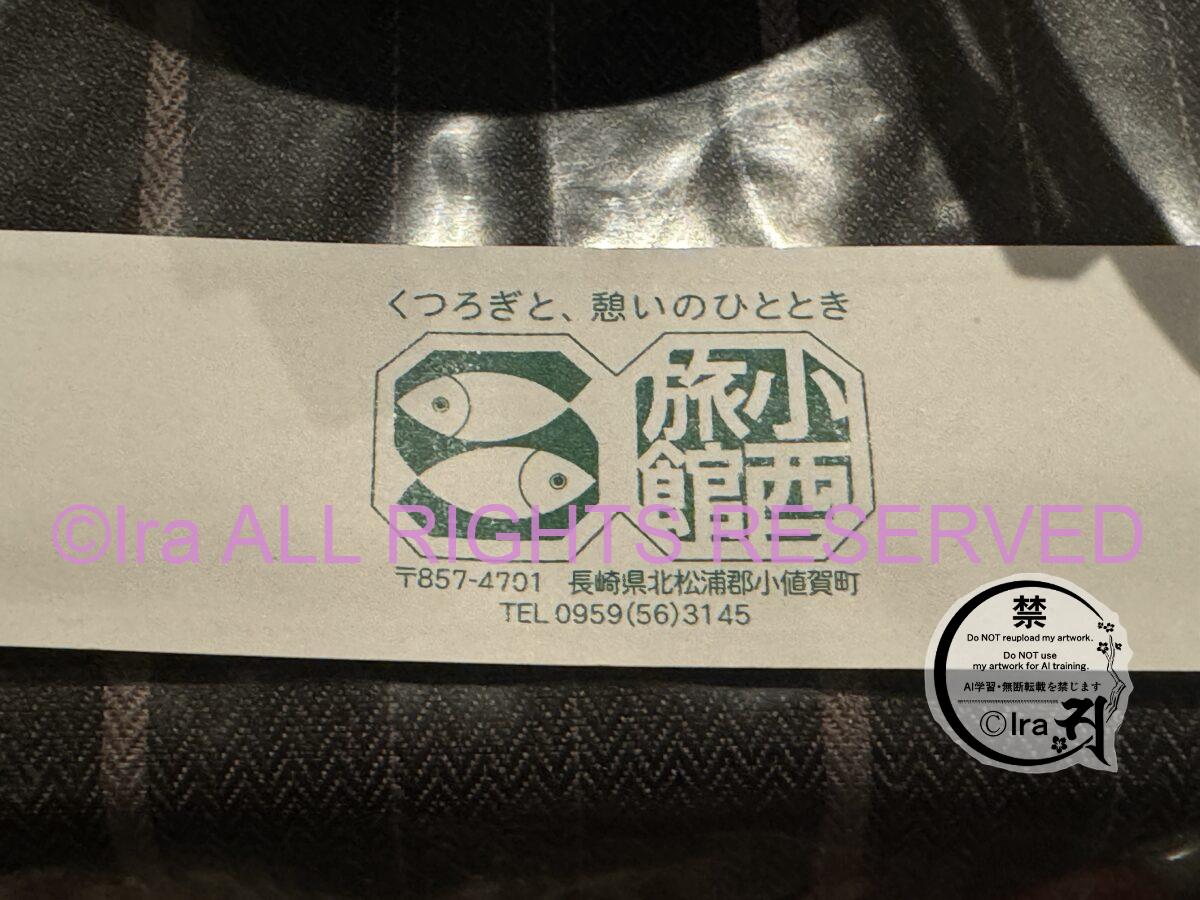 くつろぎと、憩いのひととき
小西
旅館
©Ira ALL RIGHTS RESERVED
〒857-4701 長崎県北松浦郡小値賀町
TEL 0959(56)3145
禁
Do NOT reupload my artwork.
Do NOT use
my artwork for AI training.
AI学習・無断転載を禁じます
©Ira